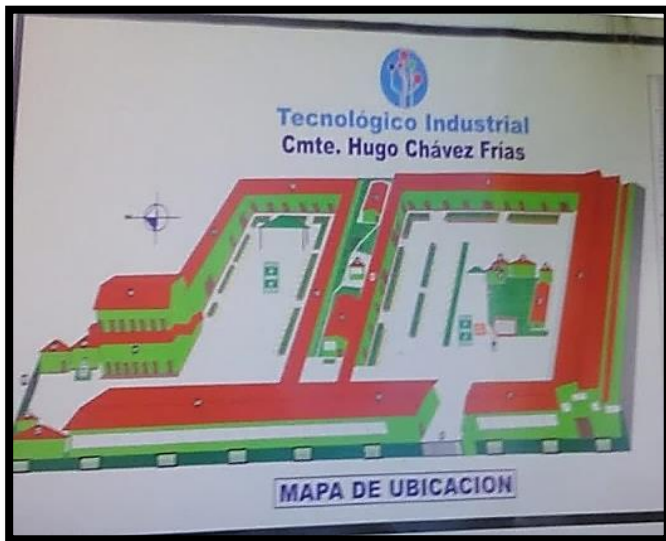 Tecnológico Industrial
Cmte. Hugo Chávez Frías
MAPA DE UBICACION